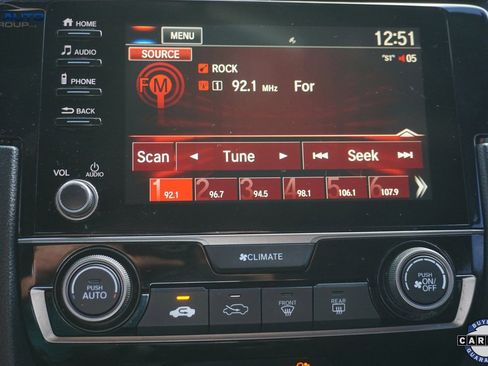 AUTO
GROUP
HOME
AUDIO
PHONE
BACK
VOL
AUDIO
MENU
12:51
SOURCE
"ST" 05
ROCK
FM
1 92.1 MHz For
Scan Tune Seek
1 2 3 4 5 6
92.1 96.7 94.5 98.1 106.1 107.9
CLIMATE
PUSH
AUTO
PUSH
ON/
OFF
FRONT
REAR